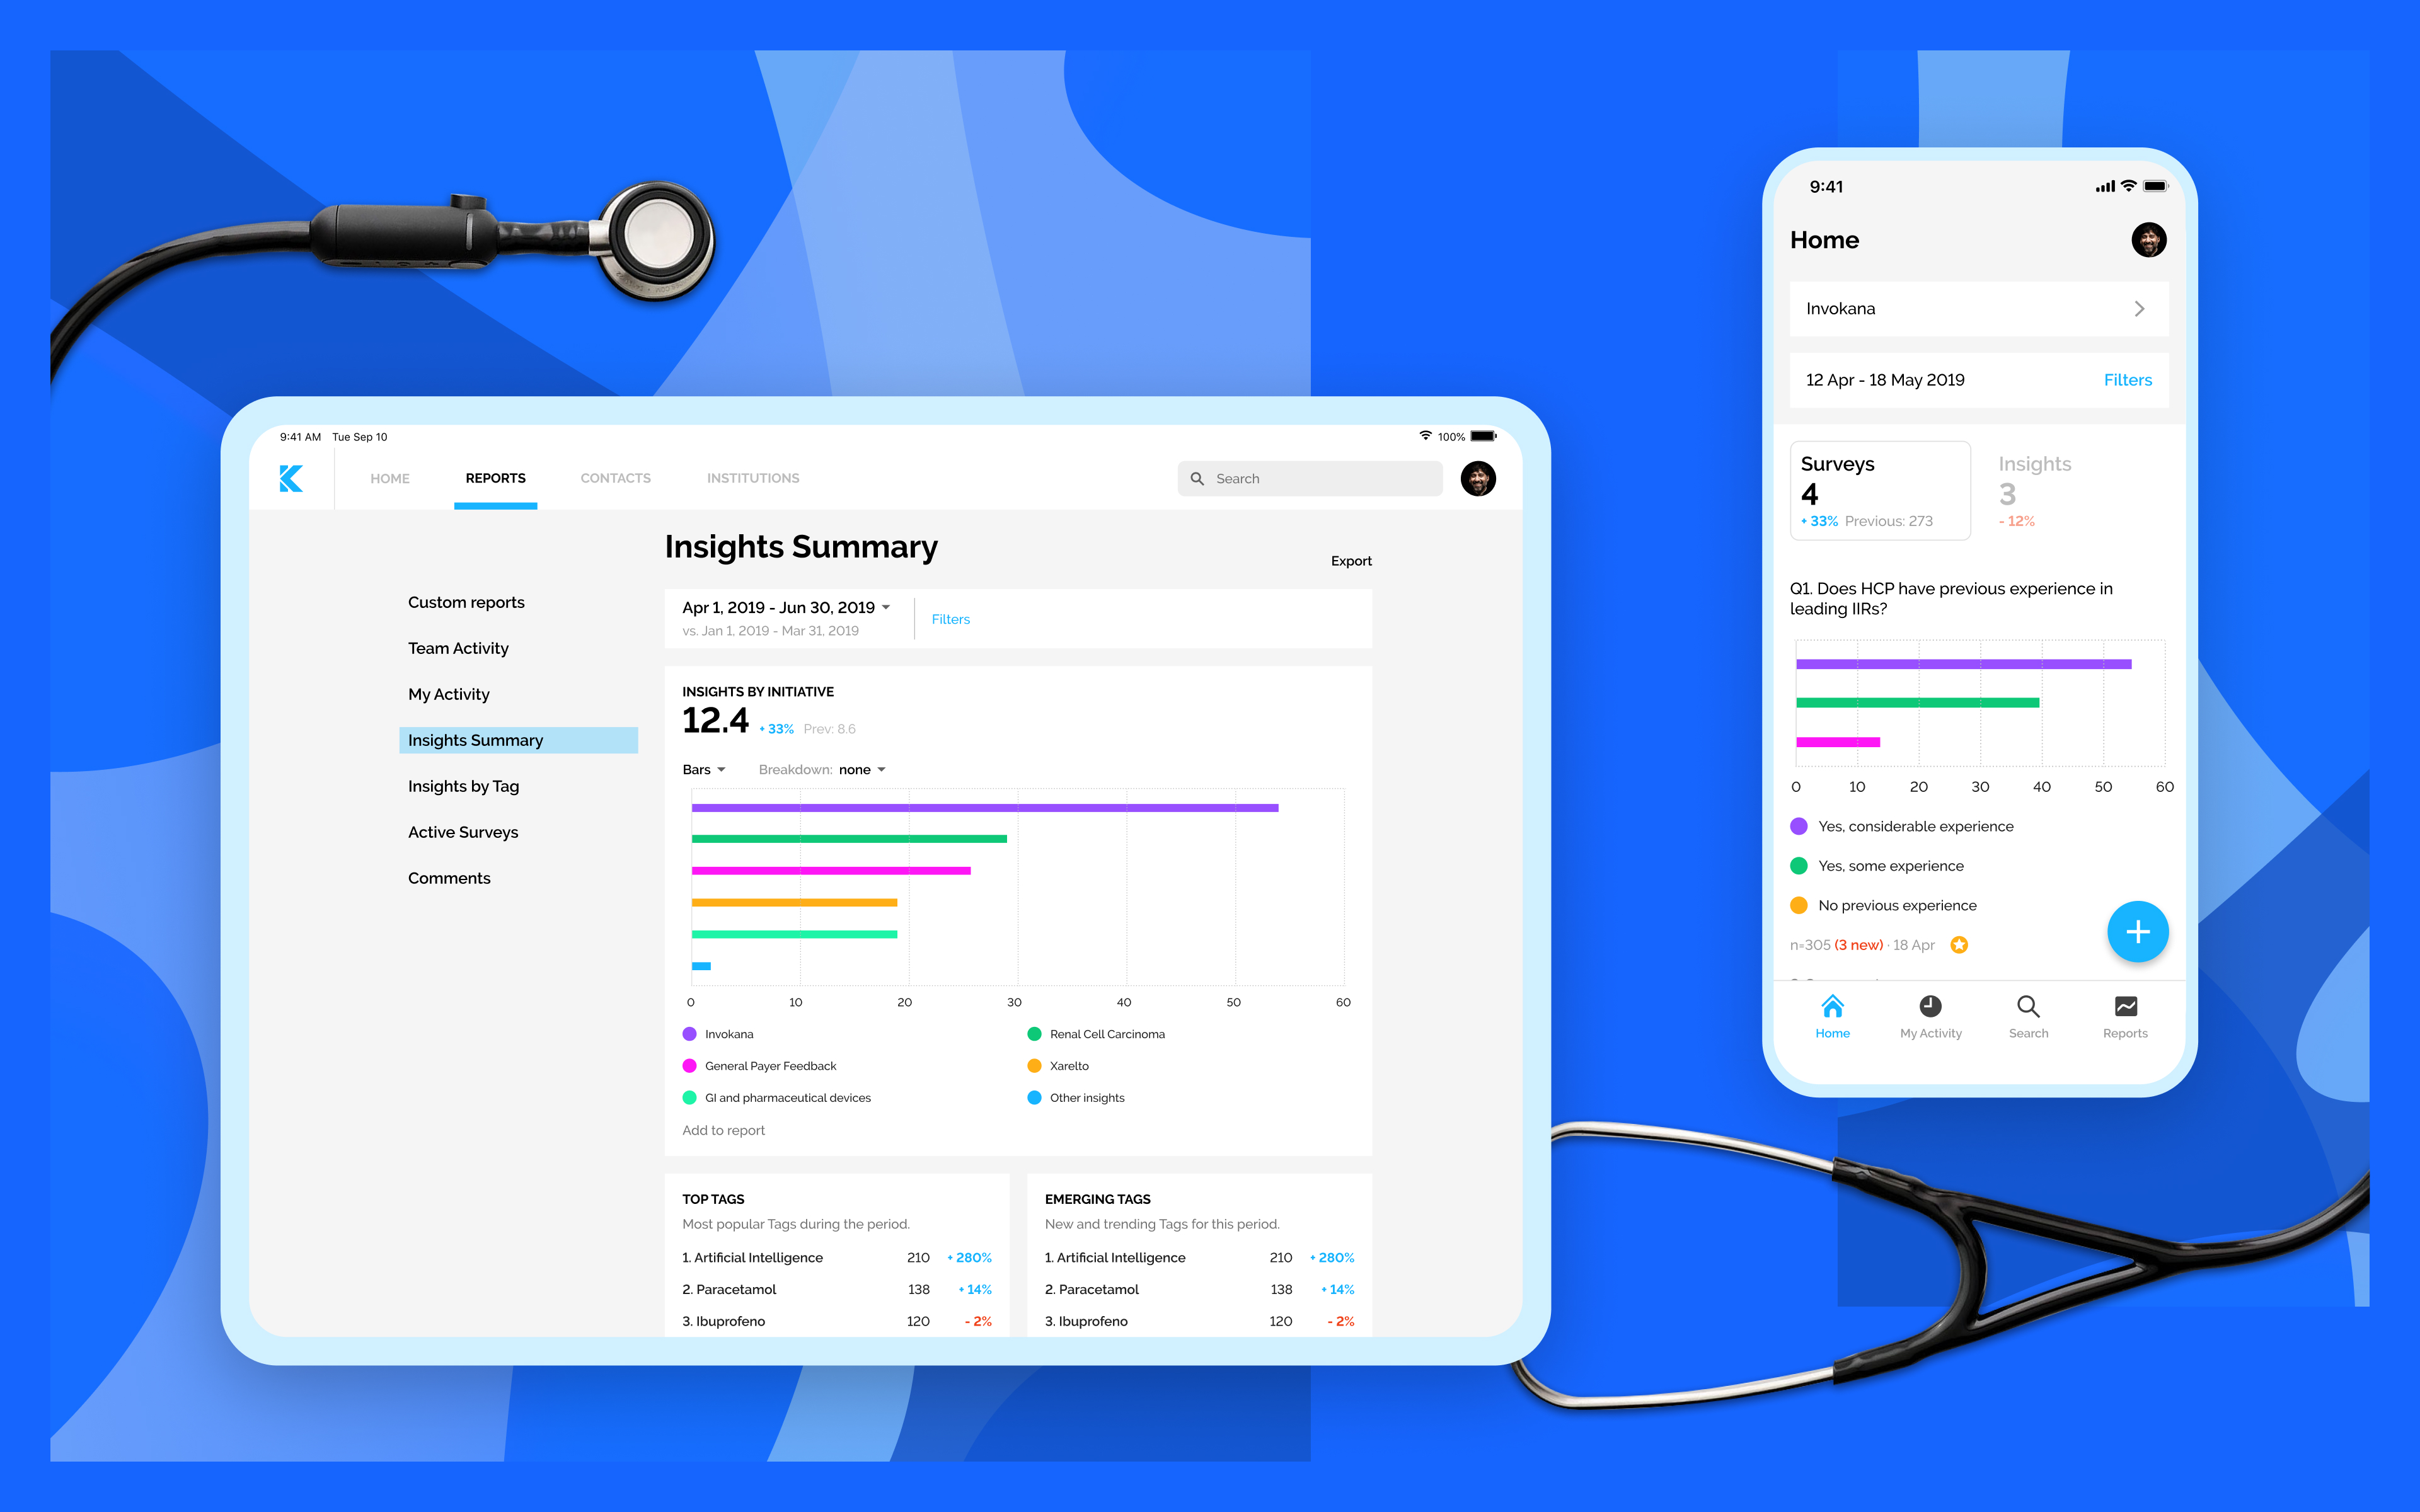 9:41 AM Tue Sep 10
100%
HOME
REPORTS
CONTACTS
INSTITUTIONS
Search
Custom reports
Team Activity
My Activity
Insights Summary
Insights by Tag
Active Surveys
Comments
Insights Summary
Export
Apr 1, 2019 - Jun 30, 2019
vs. Jan 1, 2019 - Mar 31, 2019
Filters
INSIGHTS BY INITIATIVE
12.4 + 33% Prev: 8.6
Bars Breakdown: none
0 10 20 30 40 50 60
Invokana
Renal Cell Carcinoma
General Payer Feedback
Xarelto
GI and pharmaceutical devices
Other insights
Add to report
TOP TAGS
Most popular Tags during the period.
1. Artificial Intelligence 210 + 280%
2. Paracetamol 138 + 14%
3. Ibuprofeno 120 - 2%
EMERGING TAGS
New and trending Tags for this period.
1. Artificial Intelligence 210 + 280%
2. Paracetamol 138 + 14%
3. Ibuprofeno 120 - 2%
9:41
Home
Invokana
12 Apr - 18 May 2019 Filters
Surveys
4
+ 33% Previous: 273
Insights
3
- 12%
Q1. Does HCP have previous experience in
leading IIRs?
0 10 20 30 40 50 60
Yes, considerable experience
Yes, some experience
No previous experience
n=305 (3 new) · 18 Apr
Home
My Activity
Search
Reports